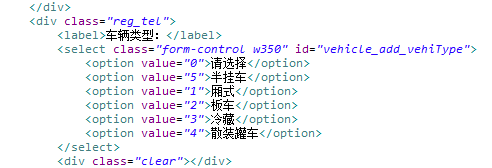 </div>
<div class="reg_tel">
<label>车辆类型：</label>
<select class="form-control w350" id="vehicle_add_vehiType">
<option value="0">请选择</option>
<option value="5">半挂车</option>
<option value="1">厢式</option>
<option value="2">板车</option>
<option value="3">冷藏</option>
<option value="4">散装罐车</option>
</select>
<div class="clear"></div>